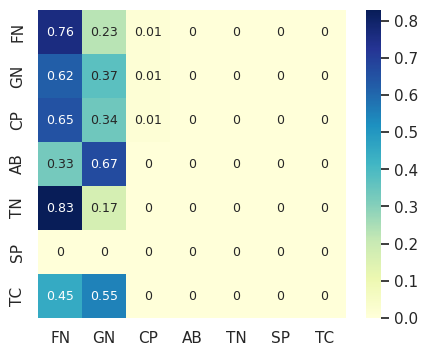 FN 0.76 0.23 0.01 0 0 0 0
GN 0.62 0.37 0.01 0 0 0 0
CP 0.65 0.34 0.01 0 0 0 0
AB 0.33 0.67 0 0 0 0 0
TN 0.83 0.17 0 0 0 0 0
SP 0 0 0 0 0 0 0
TC 0.45 0.55 0 0 0 0 0
FN GN CP AB TN SP TC
0.8
0.7
0.6
0.5
0.4
0.3
0.2
0.1
0.0